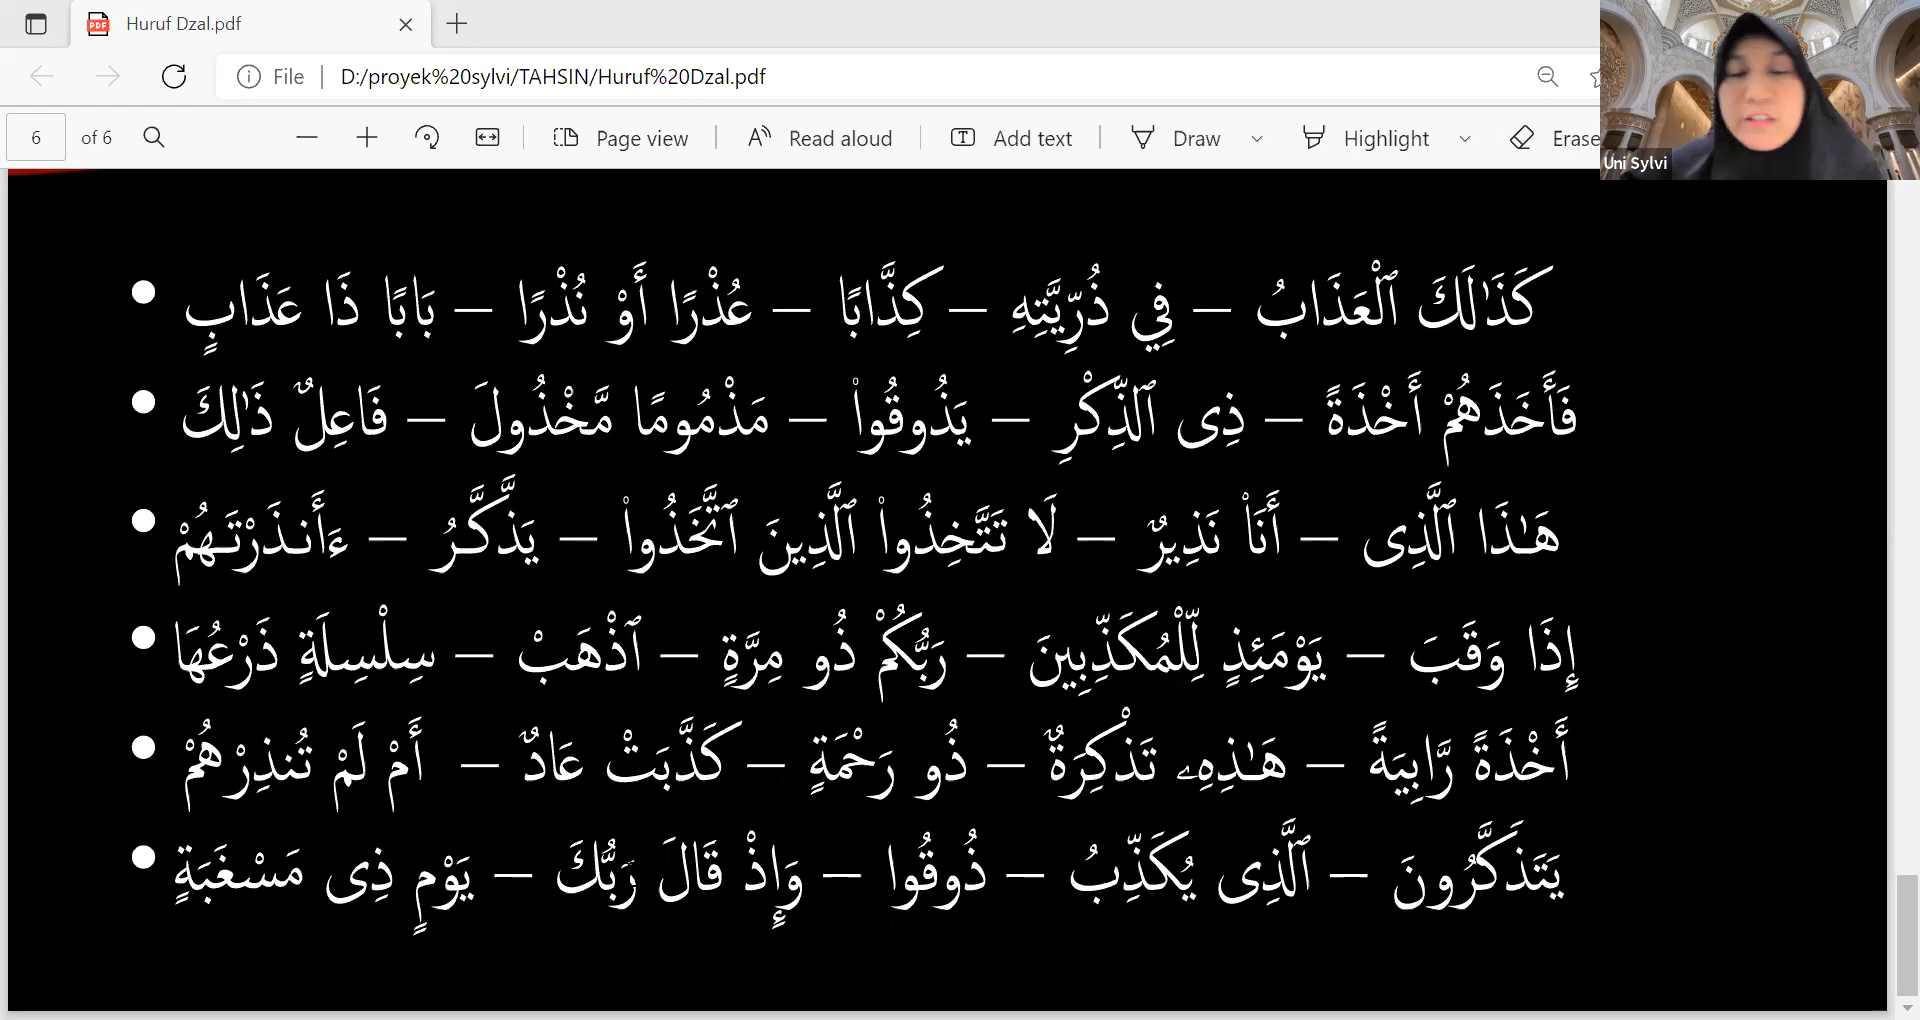 Huruf Dzal.pdf
File | D:/proyek%20sylvi/TAHSIN/Huruf%20Dzal.pdf
6 of 6 Page view Read aloud Add text Draw Highlight Erase
Uni Sylvi
كَذَٰلَكَ ٱلْعَذَابُ – فِي ذُرِّيَّتِهِ – كِذَّابًا – عُذْرًا أَوْ نُذْرًا – بَابًا ذَا عَذَابٍ
فَأَخَذَهُمْ أَخْذَةً – ذِى ٱلذِّكْرِ – يَذُوقُوا۟ – مَذْمُومًا مَّخْذُولَ – فَاعِلٌ ذَٰلِكَ
هَـٰذَا ٱلَّذِى – أَنَا۠ نَذِيرٌ – لَا تَتَّخِذُوا۟ ٱلَّذِينَ ٱتَّخَذُوا۟ – يَذَّكَّرُ – ءَأَنذَرْتَهُمْ
إِذَا وَقَبَ – يَوْمَئِذٍ لِّلْمُكَذِّبِينَ – رَبُّكُمْ ذُو مِرَّةٍ – ٱذْهَبْ – سِلْسِلَةٍ ذَرْعُهَا
أَخْذَةً رَّابِيَةً – هَـٰذِهِۦ تَذْكِرَةٌ – ذُو رَحْمَةٍ – كَذَّبَتْ عَادٌ – أَمْ لَمْ تُنذِرْهُمْ
يَتَذَكَّرُونَ – ٱلَّذِى يُكَذِّبُ – ذُوقُوا – وَإِذْ قَالَ رَبُّكَ – يَوْمٍ ذِى مَسْغَبَةٍ